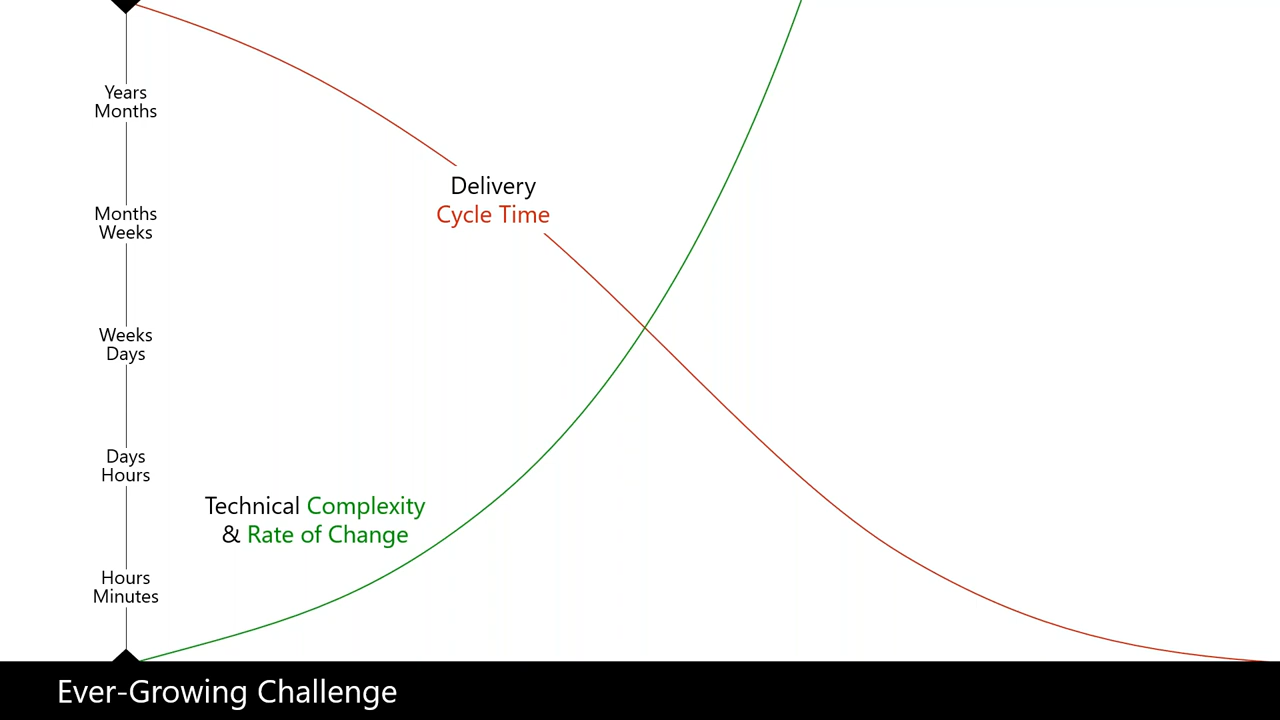 Years
Months
Delivery
Cycle Time
Months
Weeks
Weeks
Days
Days
Hours
Technical Complexity
& Rate of Change
Hours
Minutes
Ever-Growing Challenge